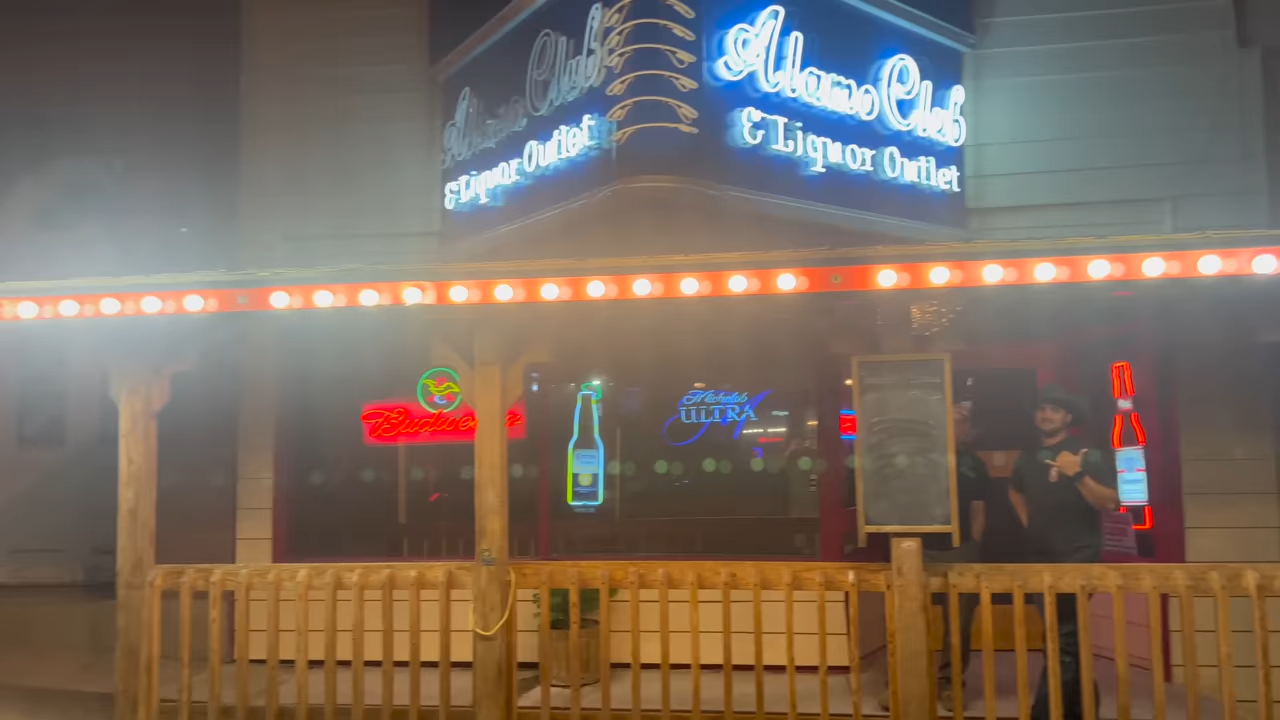 Alamo Club
& Liquor Outlet
Alamo Club
& Liquor Outlet
Budweiser
Michelob
ULTRA